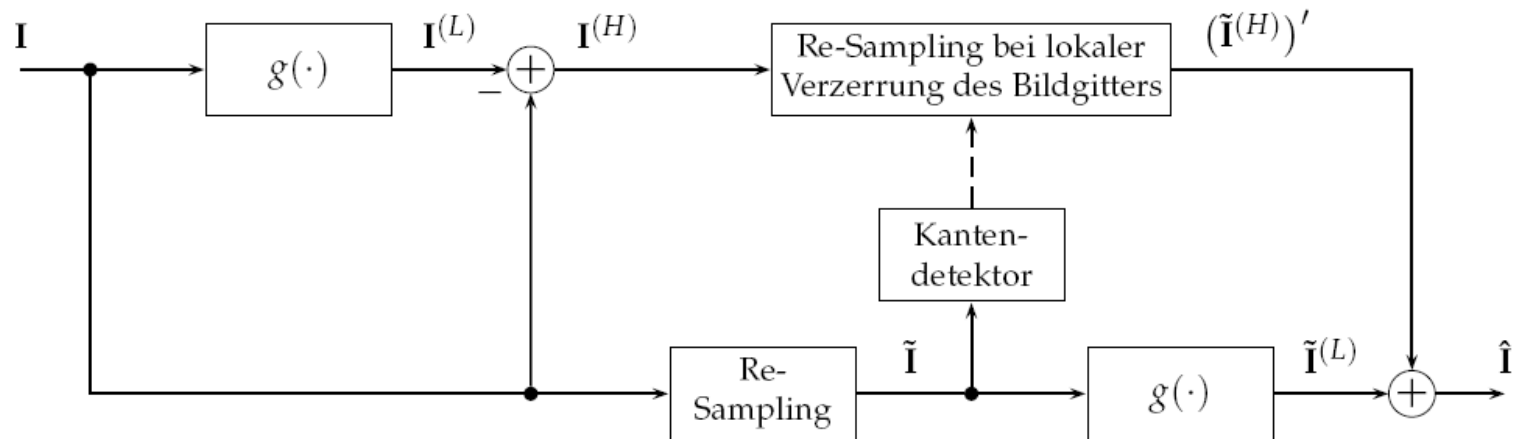 I
g(·)
I^(L)
−
+
I^(H)
Re-Sampling bei lokaler
Verzerrung des Bildgitters
(Ĩ^(H))′
Kanten-
detektor
Re-
Sampling
Ĩ
g(·)
Ĩ^(L)
+
Î